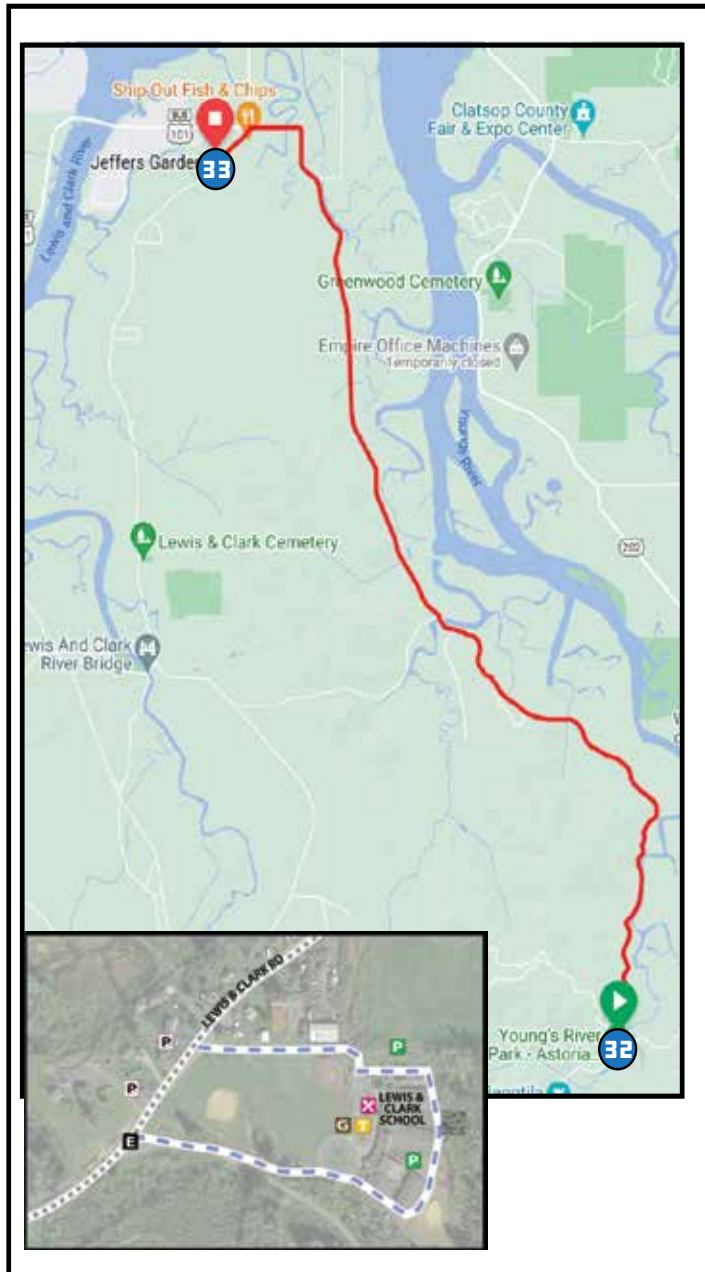 Ship Out Fish & Chips
101
Jeffers Garde
33
Lewis and Clark River
Clatsop County
Fair & Expo Center
Greenwood Cemetery
Empire Office Machines
Temporarily closed
Youngs River
202
Lewis & Clark Cemetery
ewis And Clark
River Bridge
Young's River
Park - Astoria...
32
LEWIS & CLARK RD
P
P
P
E
LEWIS &
CLARK
SCHOOL
G T
P